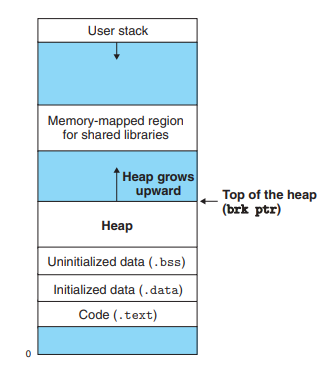 User stack
Memory-mapped region
for shared libraries
Heap grows
upward
Top of the heap
(brk ptr)
Heap
Uninitialized data (.bss)
Initialized data (.data)
Code (.text)
0